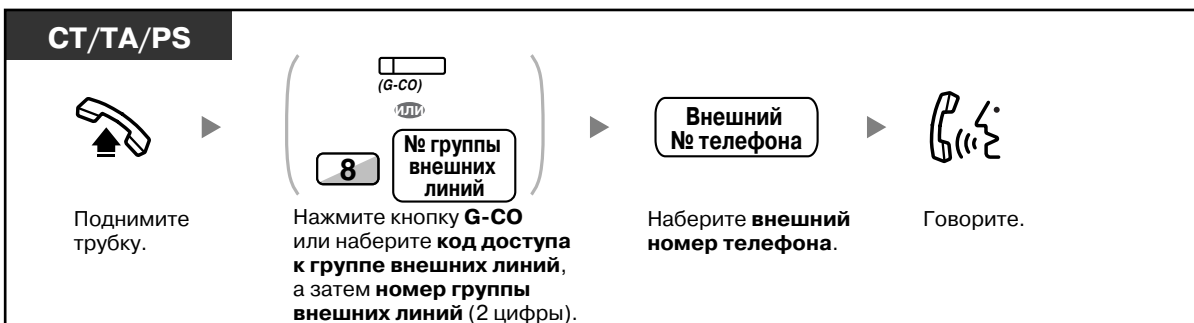 CT/TA/PS
(G-CO)
или
8
№ группы
внешних
линий
Внешний
№ телефона
Поднимите
трубку.
Нажмите кнопку G-CO
или наберите код доступа
к группе внешних линий,
а затем номер группы
внешних линий (2 цифры).
Наберите внешний
номер телефона.
Говорите.